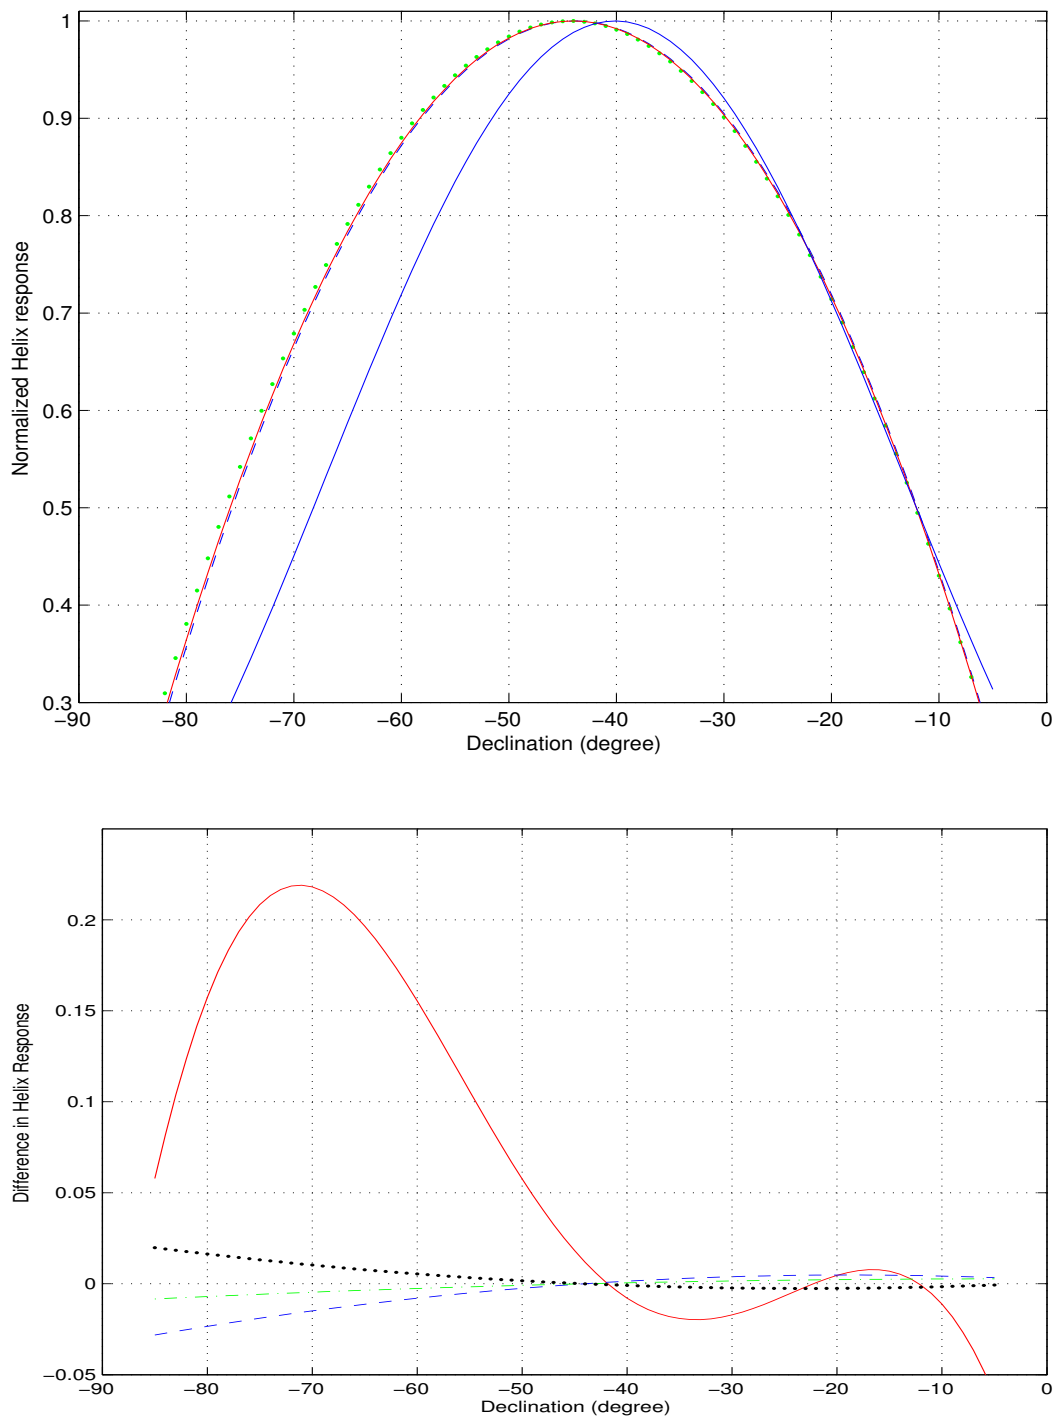 1
0.9
0.8
0.7
0.6
0.5
0.4
0.3
Normalized Helix response
−90 −80 −70 −60 −50 −40 −30 −20 −10 0
Declination (degree)
0.2
0.15
0.1
0.05
0
−0.05
Difference in Helix Response
−90 −80 −70 −60 −50 −40 −30 −20 −10 0
Declination (degree)